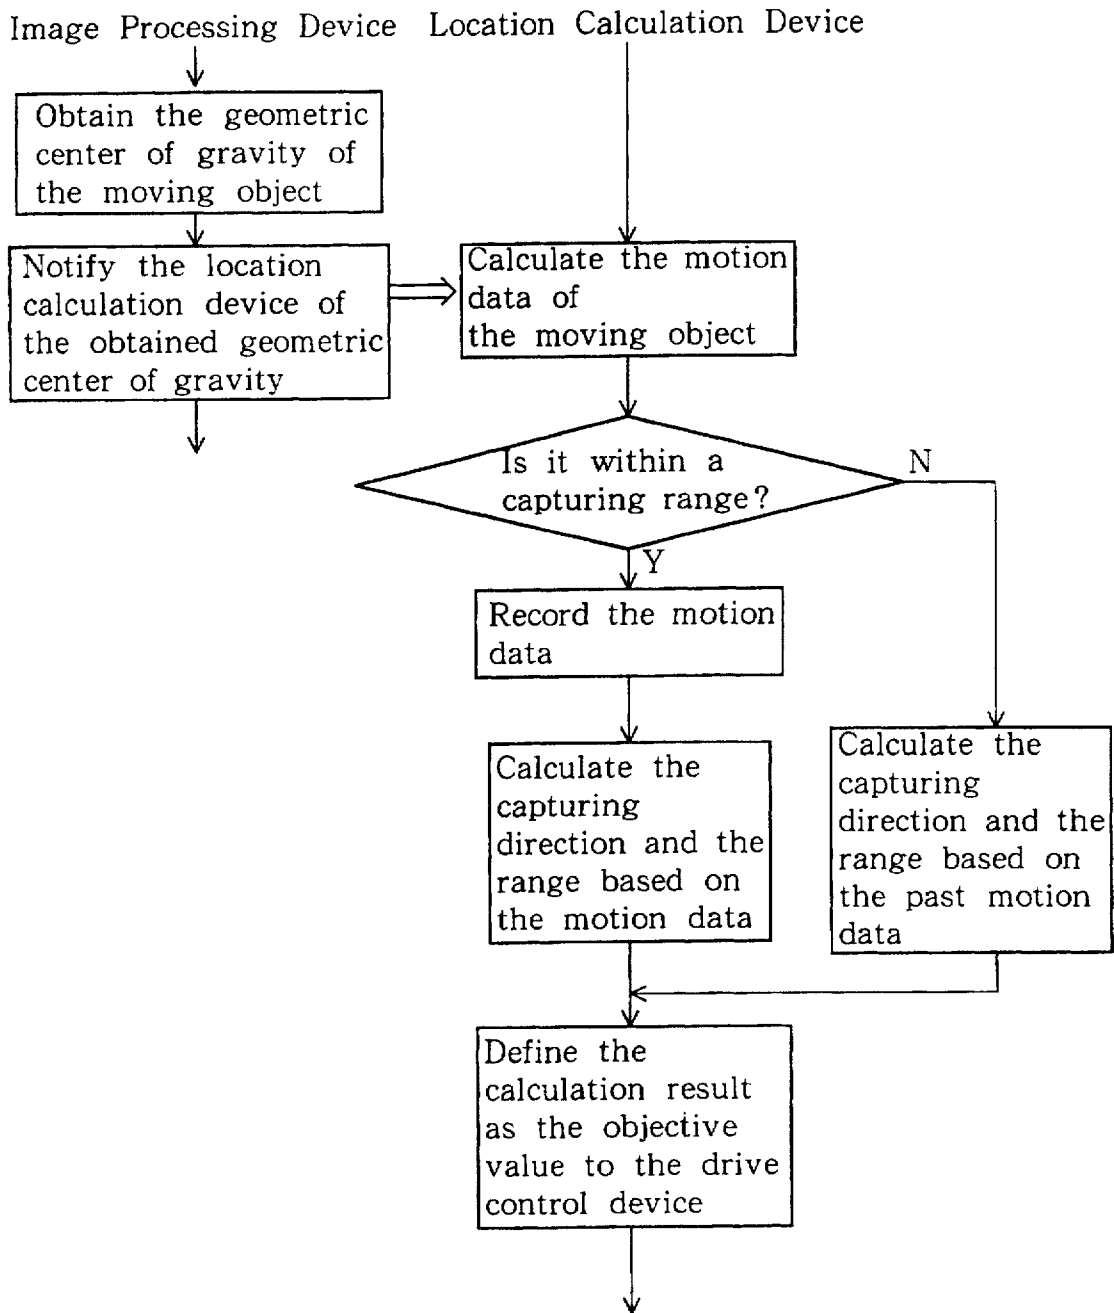 Image Processing Device
Location Calculation Device
Obtain the geometric
center of gravity of
the moving object
Notify the location
calculation device of
the obtained geometric
center of gravity
Calculate the motion
data of
the moving object
Is it within a
capturing range?
N
Y
Record the motion
data
Calculate the
capturing
direction and the
range based on
the motion data
Calculate the
capturing
direction and the
range based on
the past motion
data
Define the
calculation result
as the objective
value to the drive
control device